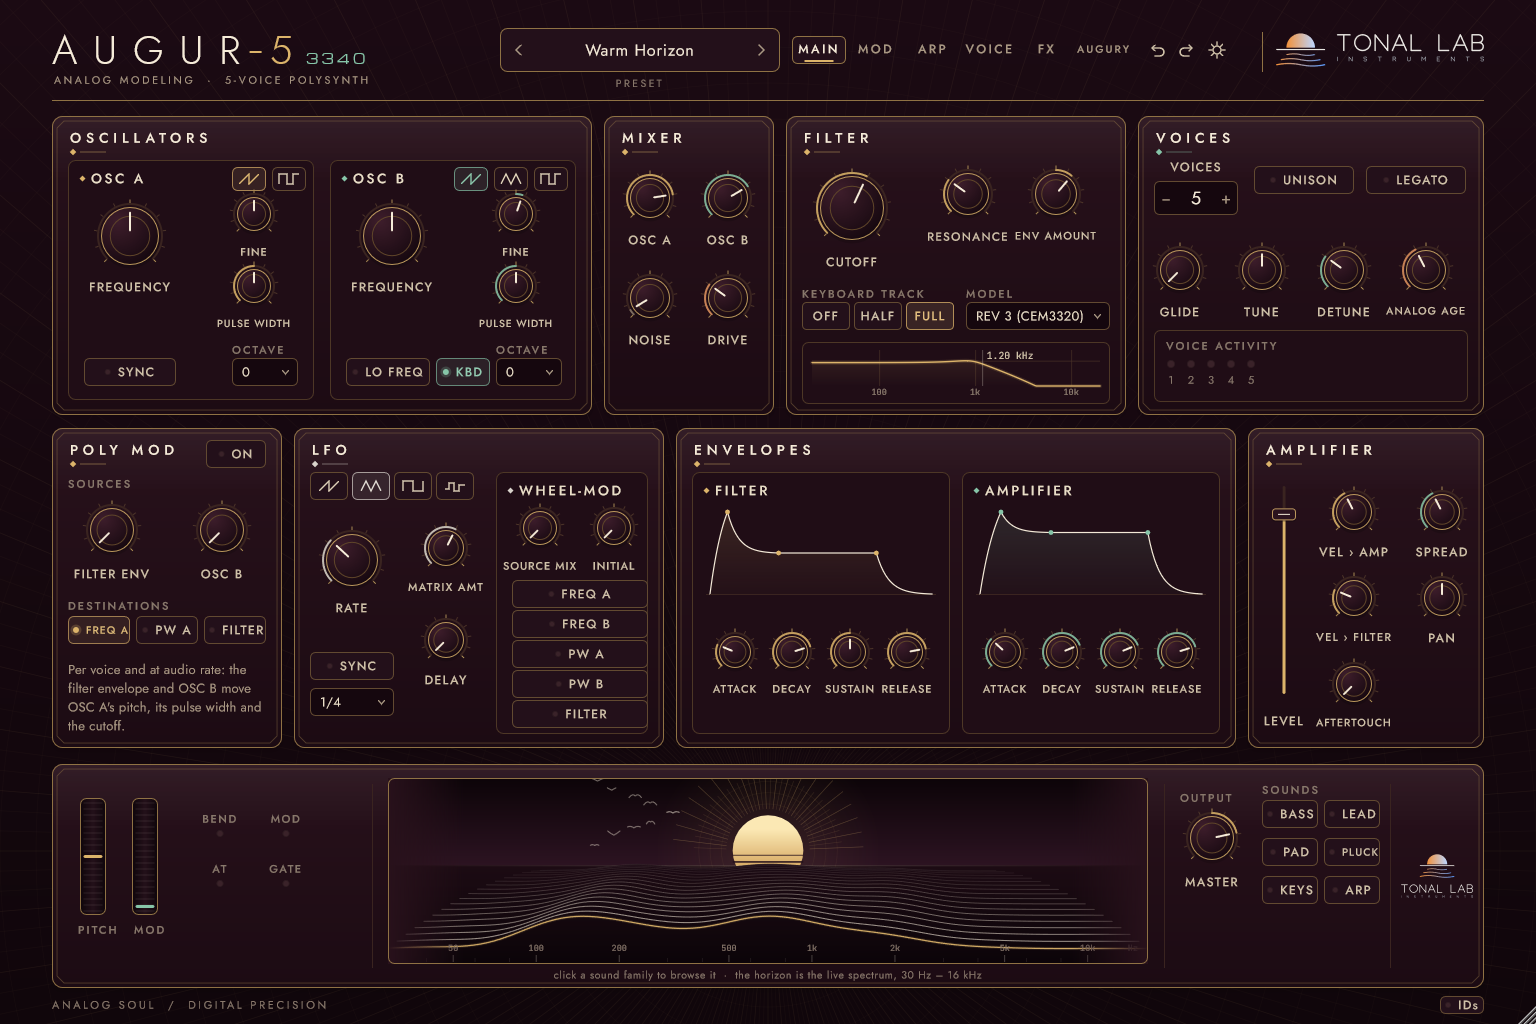 AUGUR-5 3340
ANALOG MODELING · 5-VOICE POLYSYNTH
Warm Horizon
PRESET
MAIN MOD ARP VOICE FX AUGURY
TONAL LAB
INSTRUMENTS
OSCILLATORS
OSC A
FREQUENCY
FINE
PULSE WIDTH
OCTAVE
SYNC
0
OSC B
FREQUENCY
FINE
PULSE WIDTH
OCTAVE
LO FREQ
KBD
0
MIXER
OSC A OSC B
NOISE DRIVE
FILTER
CUTOFF
RESONANCE ENV AMOUNT
KEYBOARD TRACK
OFF HALF FULL
MODEL
REV 3 (CEM3320)
1.20 kHz
100 1k 10k
VOICES
VOICES
− 5 +
UNISON LEGATO
GLIDE TUNE DETUNE ANALOG AGE
VOICE ACTIVITY
1 2 3 4 5
POLY MOD
ON
SOURCES
FILTER ENV OSC B
DESTINATIONS
FREQ A PW A FILTER
Per voice and at audio rate: the
filter envelope and OSC B move
OSC A's pitch, its pulse width and
the cutoff.
LFO
RATE
MATRIX AMT
DELAY
SYNC
1/4
WHEEL-MOD
SOURCE MIX INITIAL
FREQ A
FREQ B
PW A
PW B
FILTER
ENVELOPES
FILTER
ATTACK DECAY SUSTAIN RELEASE
AMPLIFIER
ATTACK DECAY SUSTAIN RELEASE
AMPLIFIER
LEVEL
VEL › AMP SPREAD
VEL › FILTER PAN
AFTERTOUCH
PITCH MOD
BEND MOD
AT GATE
30 100 200 500 1k 2k 5k 10k
click a sound family to browse it · the horizon is the live spectrum, 30 Hz – 16 kHz
OUTPUT
MASTER
SOUNDS
BASS LEAD
PAD PLUCK
KEYS ARP
TONAL LAB
INSTRUMENTS
ANALOG SOUL / DIGITAL PRECISION
IDs